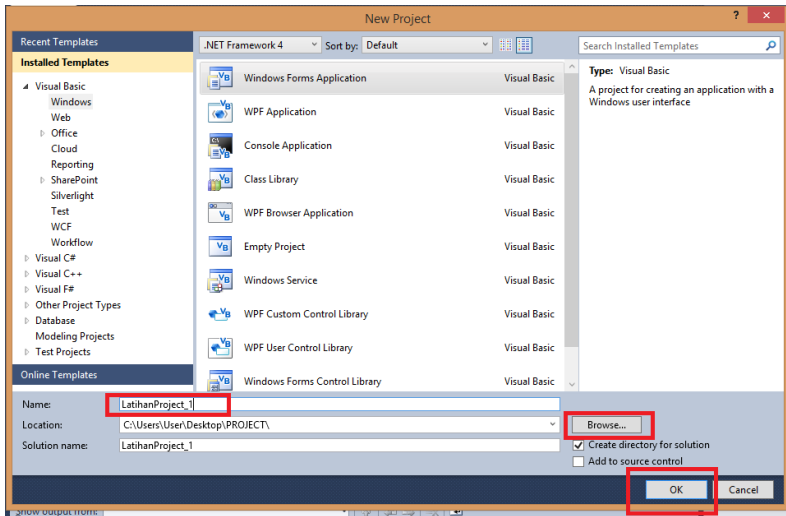 New Project
Recent Templates
.NET Framework 4 Sort by: Default Search Installed Templates
Installed Templates
Visual Basic
Windows
Web
Office
Cloud
Reporting
SharePoint
Silverlight
Test
WCF
Workflow
Visual C#
Visual C++
Visual F#
Other Project Types
Database
Modeling Projects
Test Projects
Online Templates
Windows Forms Application Visual Basic
WPF Application Visual Basic
Console Application Visual Basic
Class Library Visual Basic
WPF Browser Application Visual Basic
Empty Project Visual Basic
Windows Service Visual Basic
WPF Custom Control Library Visual Basic
WPF User Control Library Visual Basic
Windows Forms Control Library Visual Basic
Type: Visual Basic
A project for creating an application with a
Windows user interface
Name: LatihanProject_1
Location: C:\Users\User\Desktop\PROJECT\ Browse...
Solution name: LatihanProject_1
Create directory for solution
Add to source control
OK Cancel
Show output from: